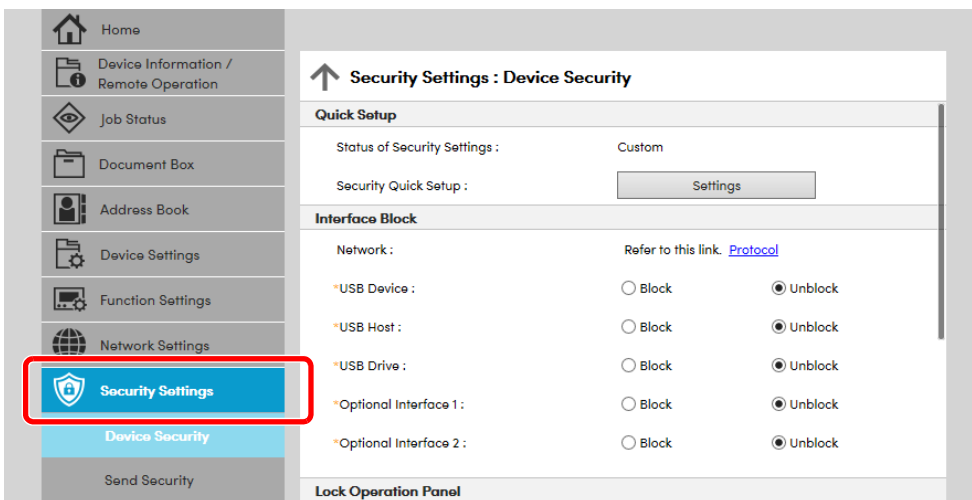 Home
Device Information /
Remote Operation
Job Status
Document Box
Address Book
Device Settings
Function Settings
Network Settings
Security Settings
Device Security
Send Security
Security Settings : Device Security
Quick Setup
Status of Security Settings : Custom
Security Quick Setup : Settings
Interface Block
Network : Refer to this link. Protocol
*USB Device : Block Unblock
*USB Host : Block Unblock
*USB Drive : Block Unblock
*Optional Interface 1 : Block Unblock
*Optional Interface 2 : Block Unblock
Lock Operation Panel